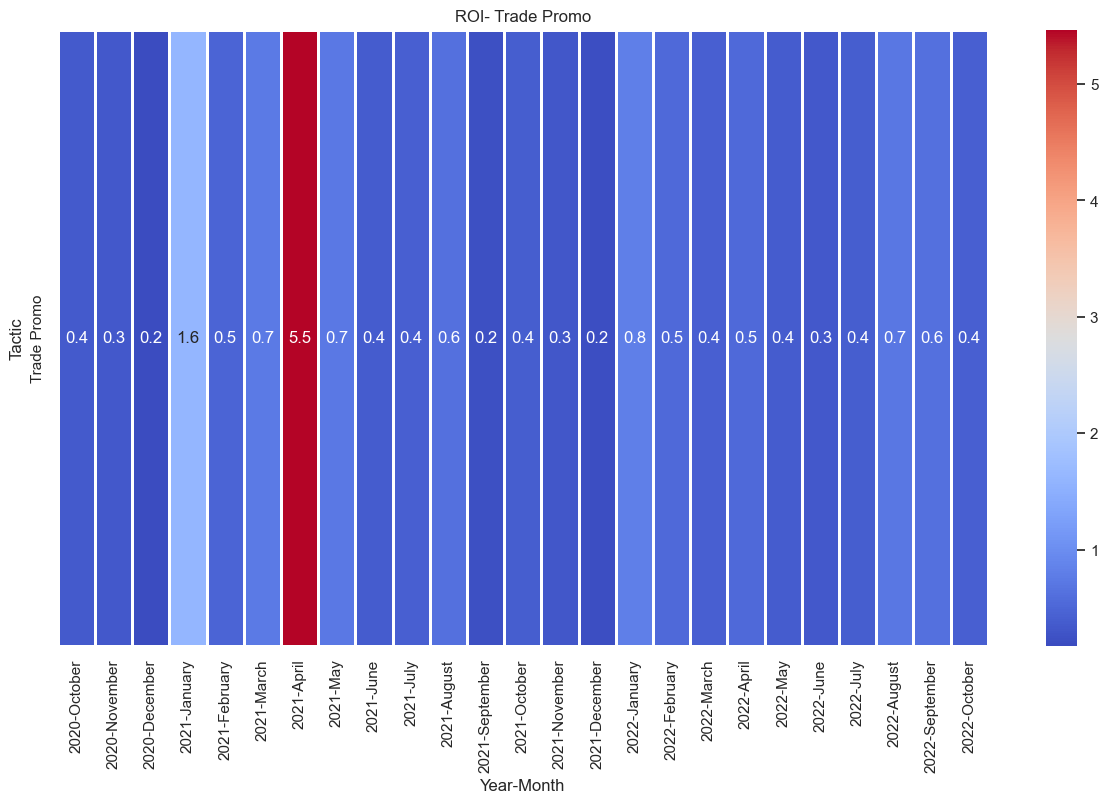 ROI- Trade Promo
Tactic
Trade Promo
0.4 0.3 0.2 1.6 0.5 0.7 5.5 0.7 0.4 0.4 0.6 0.2 0.4 0.3 0.2 0.8 0.5 0.4 0.5 0.4 0.3 0.4 0.7 0.6 0.4
5
4
3
2
1
2020-October
2020-November
2020-December
2021-January
2021-February
2021-March
2021-April
2021-May
2021-June
2021-July
2021-August
2021-September
2021-October
2021-November
2021-December
2022-January
2022-February
2022-March
2022-April
2022-May
2022-June
2022-July
2022-August
2022-September
2022-October
Year-Month